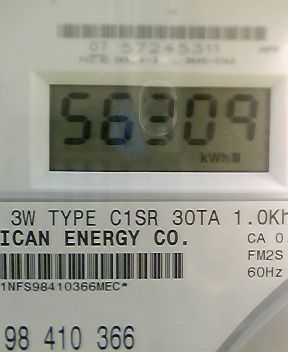 07 57245311
56309
kWh
3W TYPE C1SR 30TA 1.0Kh
ICAN ENERGY CO.
CA 0.
FM2S
60Hz
1NFS98410366MEC*
98 410 366